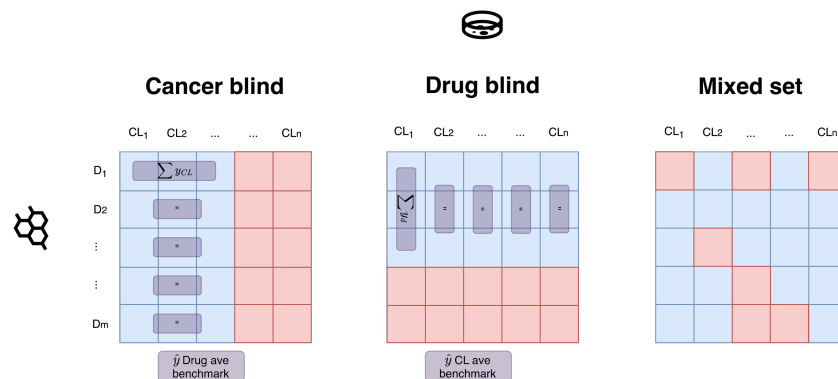 Cancer blind
Drug blind
Mixed set
CL1 CL2 ... ... CLn
CL1 CL2 ... ... CLn
CL1 CL2 ... ... CLn
D1
∑ yCL
∑ yd
D2
"
" " " "
⋮
"
⋮
"
Dm
"
ŷ Drug ave
benchmark
ŷ CL ave
benchmark